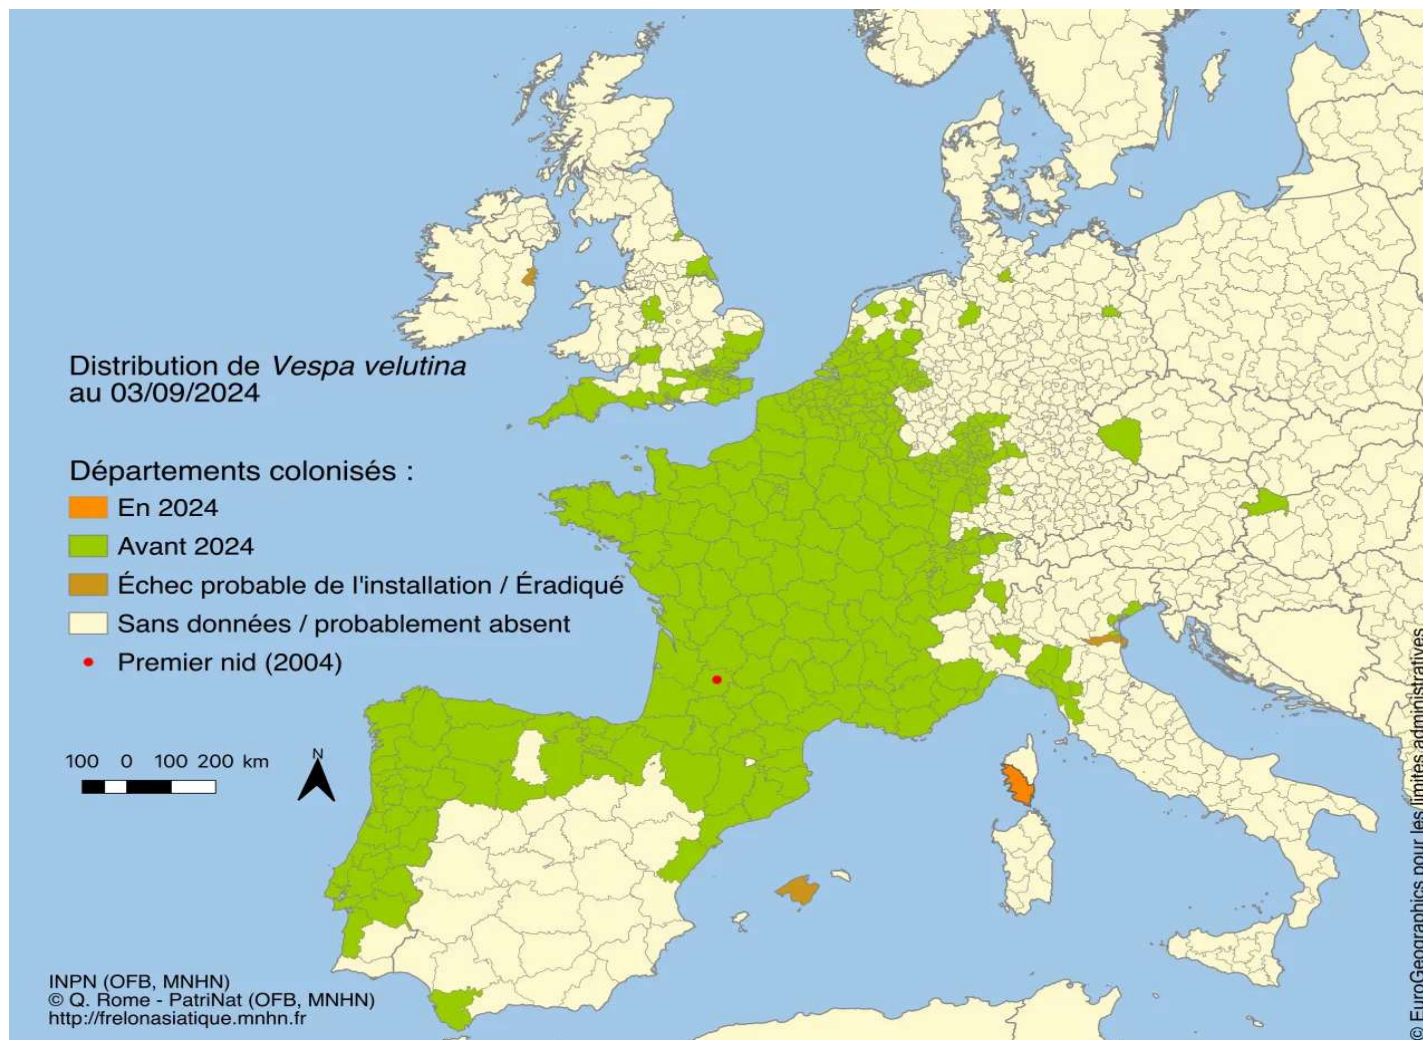 Distribution de Vespa velutina
au 03/09/2024
Départements colonisés :
En 2024
Avant 2024
Échec probable de l'installation / Éradiqué
Sans données / probablement absent
Premier nid (2004)
100 0 100 200 km
N
INPN (OFB, MNHN)
© Q. Rome - PatriNat (OFB, MNHN)
http://frelonasiatique.mnhn.fr
© EuroGeographics pour les limites administratives